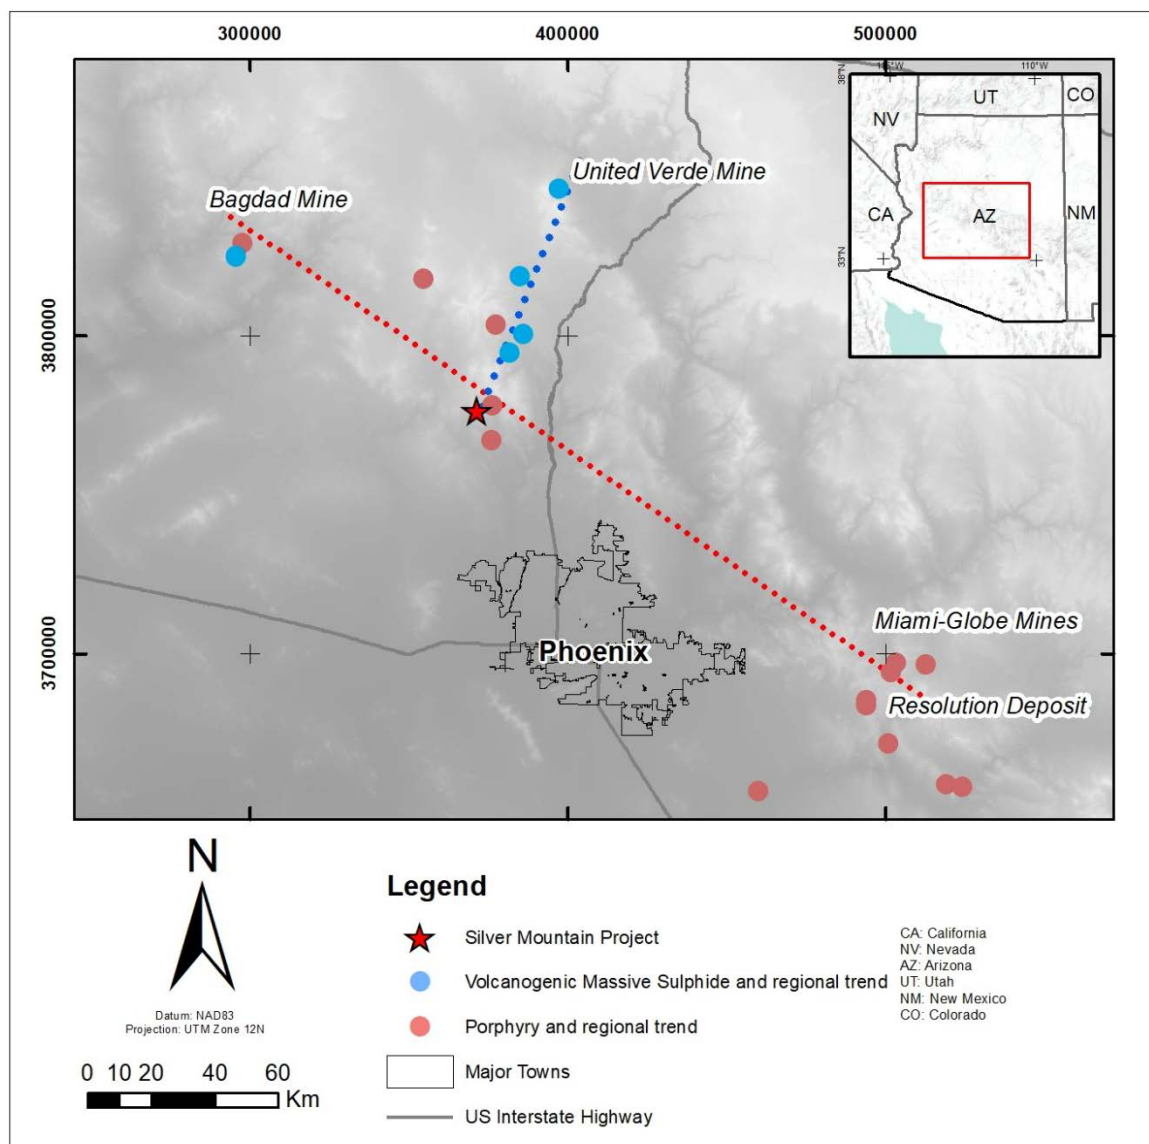 300000
400000
500000
38°N
110°W
UT
CO
NV
CA
AZ
NM
33°N
United Verde Mine
Bagdad Mine
3800000
Miami-Globe Mines
3700000
Phoenix
Resolution Deposit
N
Datum: NAD83
Projection: UTM Zone 12N
0 10 20 40 60
Km
Legend
Silver Mountain Project
Volcanogenic Massive Sulphide and regional trend
Porphyry and regional trend
Major Towns
US Interstate Highway
CA: California
NV: Nevada
AZ: Arizona
UT: Utah
NM: New Mexico
CO: Colorado